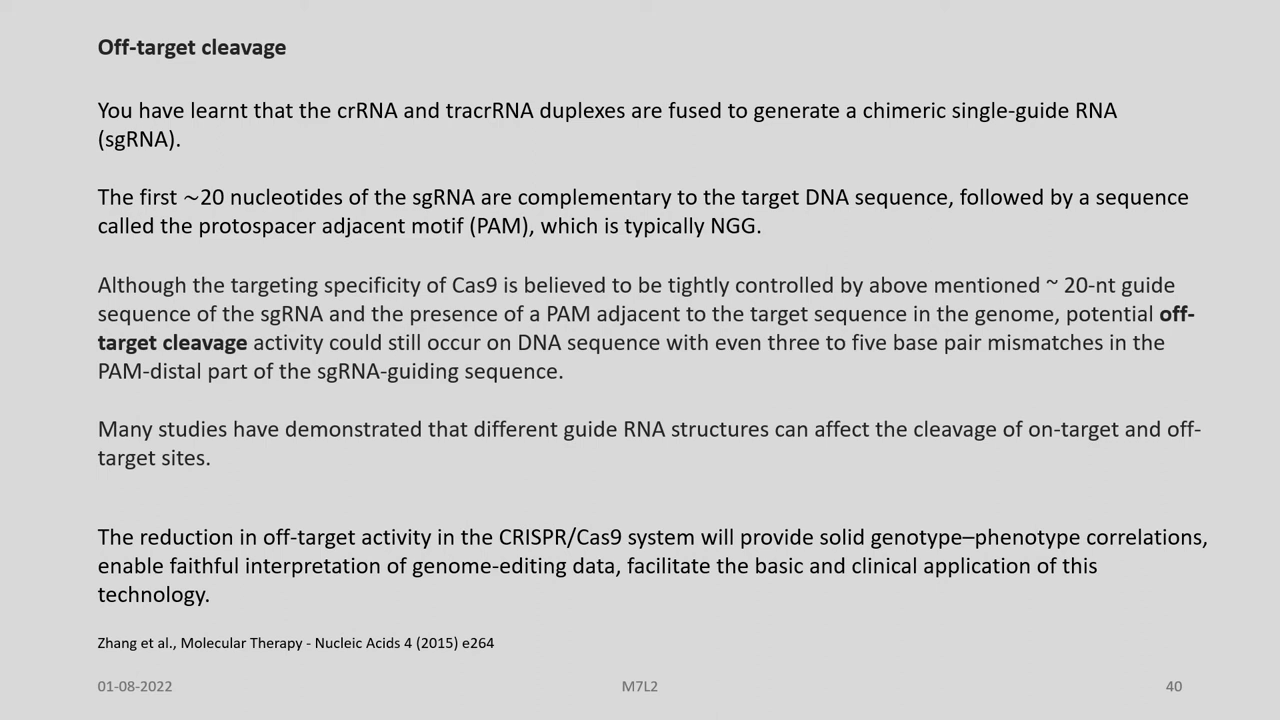 Off-target cleavage
You have learnt that the crRNA and tracrRNA duplexes are fused to generate a chimeric single-guide RNA
(sgRNA).
The first ∼20 nucleotides of the sgRNA are complementary to the target DNA sequence, followed by a sequence
called the protospacer adjacent motif (PAM), which is typically NGG.
Although the targeting specificity of Cas9 is believed to be tightly controlled by above mentioned ~ 20-nt guide
sequence of the sgRNA and the presence of a PAM adjacent to the target sequence in the genome, potential off-
target cleavage activity could still occur on DNA sequence with even three to five base pair mismatches in the
PAM-distal part of the sgRNA-guiding sequence.
Many studies have demonstrated that different guide RNA structures can affect the cleavage of on-target and off-
target sites.
The reduction in off-target activity in the CRISPR/Cas9 system will provide solid genotype–phenotype correlations,
enable faithful interpretation of genome-editing data, facilitate the basic and clinical application of this
technology.
Zhang et al., Molecular Therapy - Nucleic Acids 4 (2015) e264
01-08-2022 M7L2 40